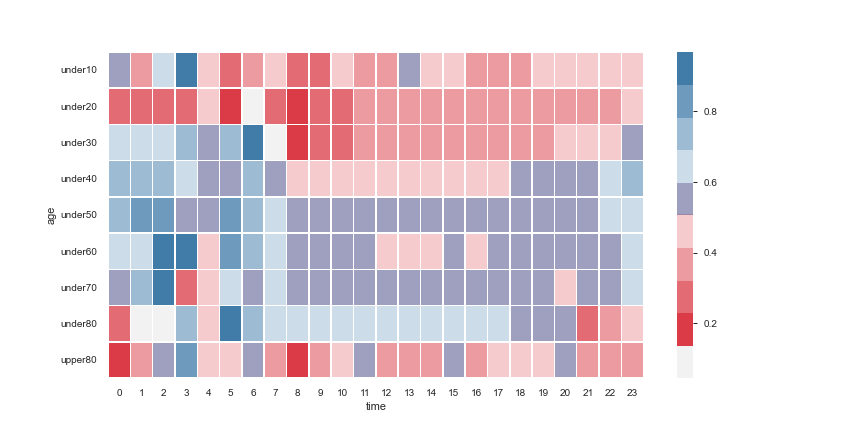 under10
under20
under30
under40
under50
under60
under70
under80
upper80
age
0 1 2 3 4 5 6 7 8 9 10 11 12 13 14 15 16 17 18 19 20 21 22 23
time
0.8
0.6
0.4
0.2